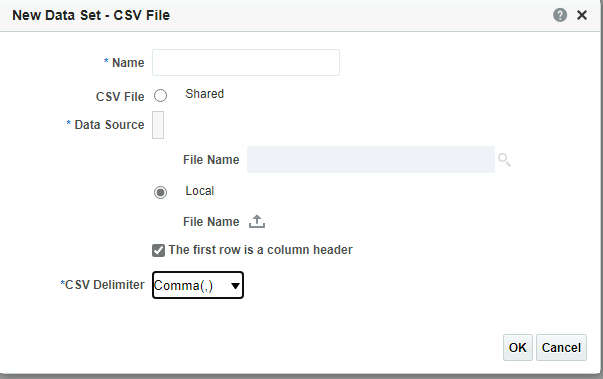 New Data Set - CSV File
* Name
CSV File Shared
* Data Source
File Name
Local
File Name
The first row is a column header
*CSV Delimiter Comma(,)
OK Cancel